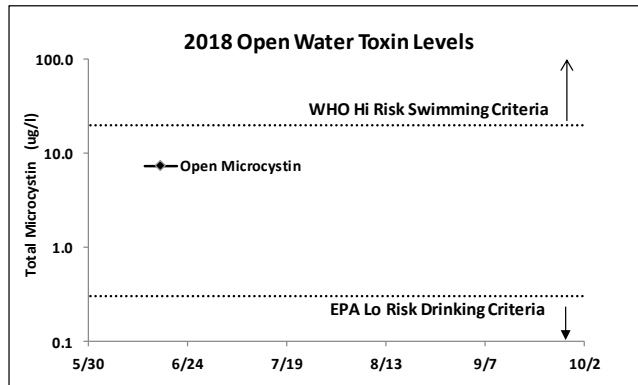 2018 Open Water Toxin Levels
100.0
WHO Hi Risk Swimming Criteria
10.0
Open Microcystin
Total Microcystin (ug/l)
1.0
EPA Lo Risk Drinking Criteria
0.1
5/30 6/24 7/19 8/13 9/7 10/2